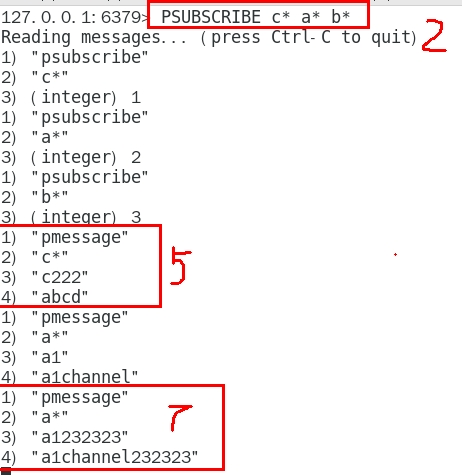 127.0.0.1:6379> PSUBSCRIBE c* a* b*
Reading messages... (press Ctrl-C to quit)
2
1) "psubscribe"
2) "c*"
3) (integer) 1
1) "psubscribe"
2) "a*"
3) (integer) 2
1) "psubscribe"
2) "b*"
3) (integer) 3
1) "pmessage"
2) "c*"
5
3) "c222"
4) "abcd"
1) "pmessage"
2) "a*"
3) "a1"
4) "a1channel"
1) "pmessage"
2) "a*"
7
3) "a1232323"
4) "a1channel232323"